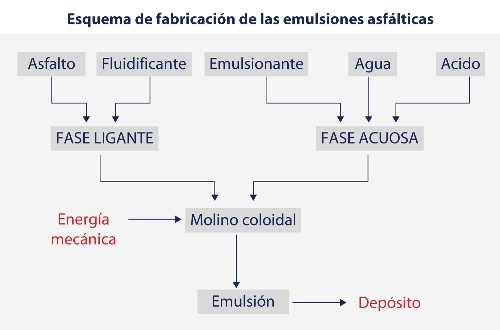 Esquema de fabricación de las emulsiones asfálticas
Asfalto
Fluidificante
Emulsionante
Agua
Acido
FASE LIGANTE
FASE ACUOSA
Energía
mecánica
Molino coloidal
Emulsión
Depósito